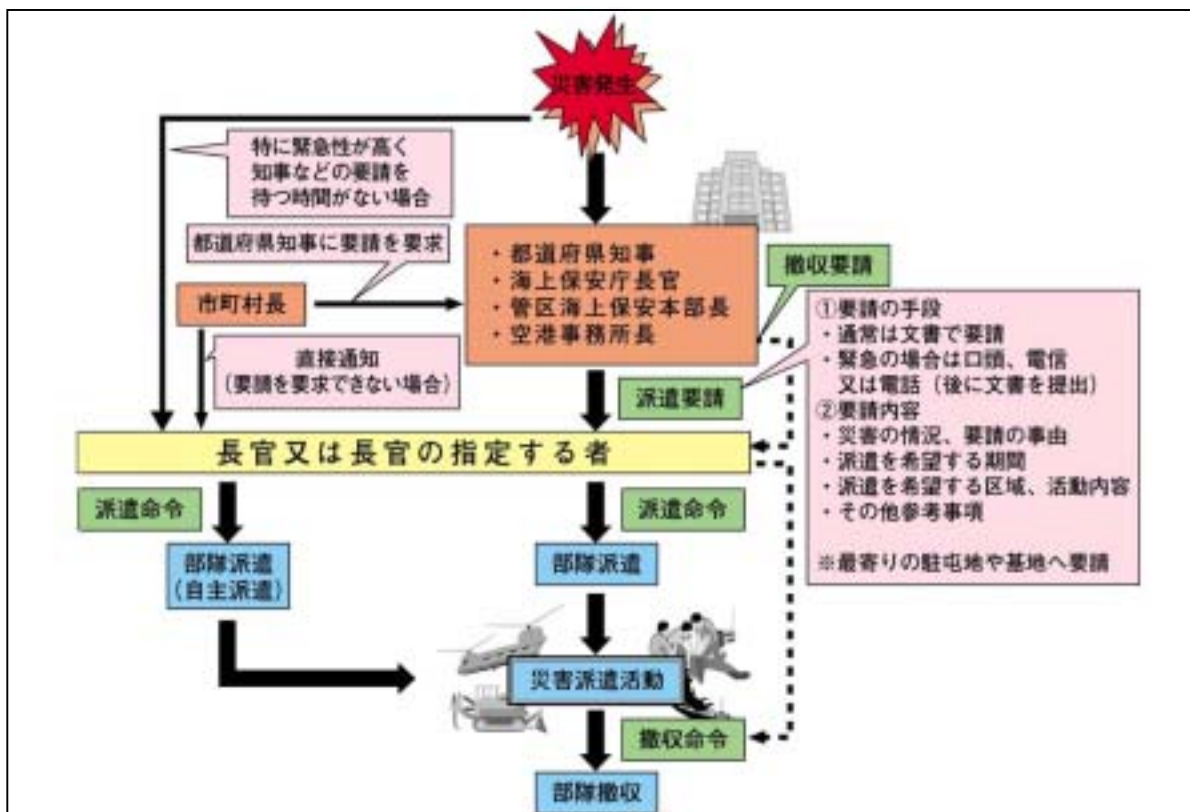 災害発生
特に緊急性が高く
知事などの要請を
待つ時間がない場合
都道府県知事に要請を要求
・都道府県知事
・海上保安庁長官
・管区海上保安本部長
・空港事務所長
撤収要請
市町村長
直接通知
（要請を要求できない場合）
派遣要請
①要請の手段
・通常は文書で要請
・緊急の場合は口頭、電信
又は電話（後に文書を提出）
②要請内容
・災害の情況、要請の事由
・派遣を希望する期間
・派遣を希望する区域、活動内容
・その他参考事項
※最寄りの駐屯地や基地へ要請
長官又は長官の指定する者
派遣命令
派遣命令
部隊派遣
（自主派遣）
部隊派遣
災害派遣活動
撤収命令
部隊撤収